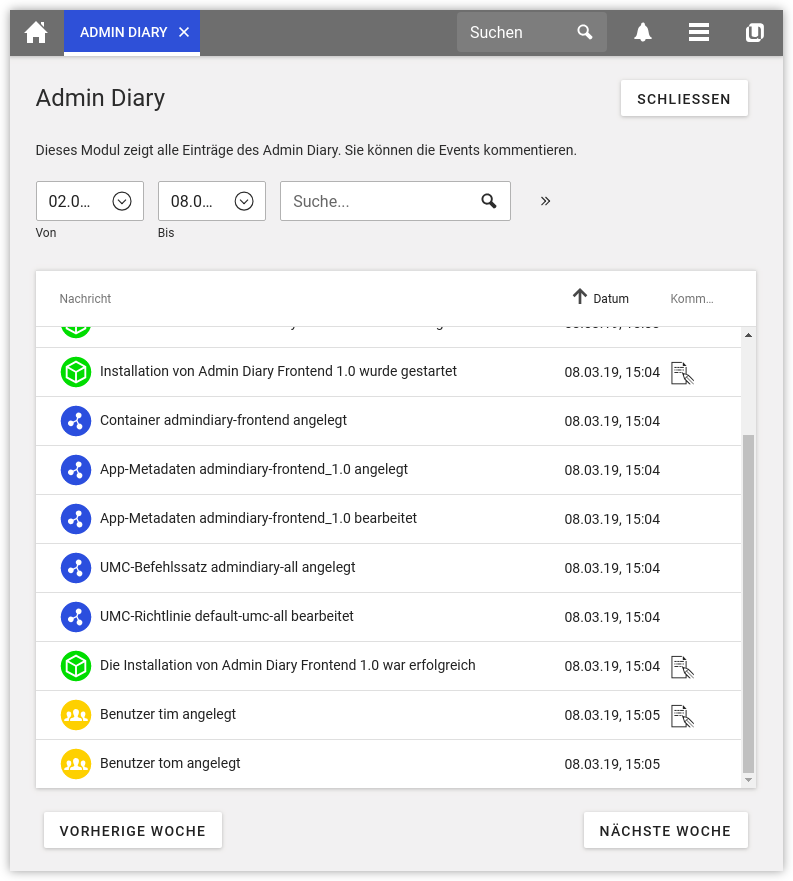 ADMIN DIARY
Suchen
Admin Diary
SCHLIESSEN
Dieses Modul zeigt alle Einträge des Admin Diary. Sie können die Events kommentieren.
02.0... 08.0... Suche... »
Von Bis
Nachricht Datum Komm...
Installation von Admin Diary Frontend 1.0 wurde gestartet 08.03.19, 15:04
Container admindiary-frontend angelegt 08.03.19, 15:04
App-Metadaten admindiary-frontend_1.0 angelegt 08.03.19, 15:04
App-Metadaten admindiary-frontend_1.0 bearbeitet 08.03.19, 15:04
UMC-Befehlssatz admindiary-all angelegt 08.03.19, 15:04
UMC-Richtlinie default-umc-all bearbeitet 08.03.19, 15:04
Die Installation von Admin Diary Frontend 1.0 war erfolgreich 08.03.19, 15:04
Benutzer tim angelegt 08.03.19, 15:05
Benutzer tom angelegt 08.03.19, 15:05
VORHERIGE WOCHE NÄCHSTE WOCHE